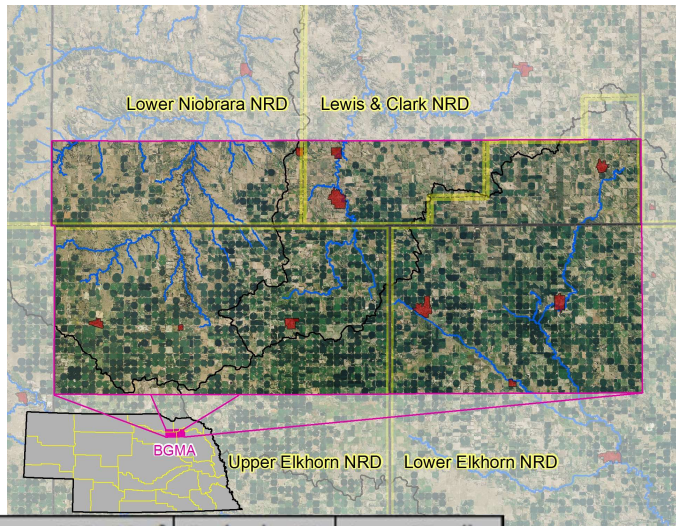 Lower Niobrara NRD
Lewis & Clark NRD
BGMA
Upper Elkhorn NRD
Lower Elkhorn NRD